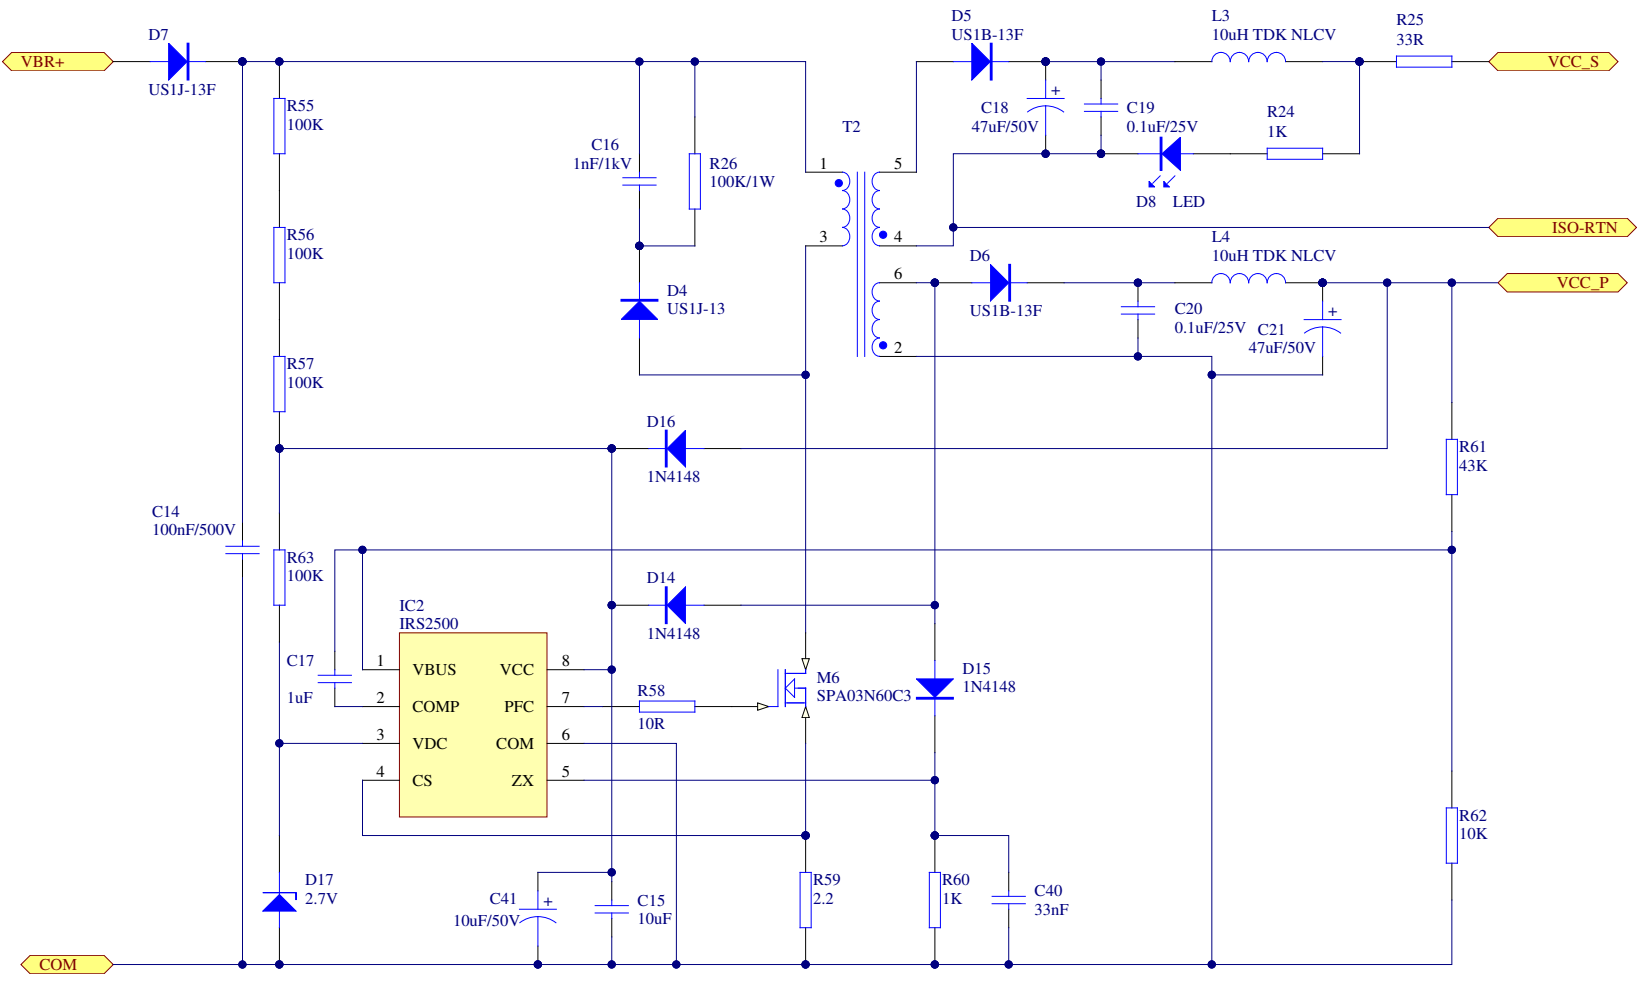 D7
VBR+
US1J-13F
R55
100K
R56
100K
R57
100K
C14
100nF/500V
R63
100K
C16
1nF/1kV
R26
100K/1W
D4
US1J-13
T2
1
3
5
4
6
2
D5
US1B-13F
C18
+
47uF/50V
C19
0.1uF/25V
L3
10uH TDK NLCV
R25
33R
VCC_S
R24
1K
D8 LED
ISO-RTN
L4
10uH TDK NLCV
D6
US1B-13F
VCC_P
C20
0.1uF/25V
C21
+
47uF/50V
D16
1N4148
R61
43K
D14
1N4148
IC2
IRS2500
C17
1uF
1 VBUS VCC 8
2 COMP PFC 7
3 VDC COM 6
4 CS ZX 5
R58
10R
M6
SPA03N60C3
D15
1N4148
R62
10K
D17
2.7V
C41
+
10uF/50V
C15
10uF
R59
2.2
R60
1K
C40
33nF
COM